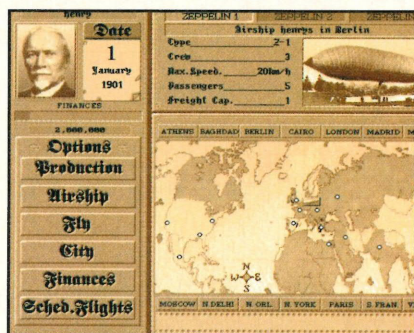 henry
Date
1
January
1901
FINANCES
2,000,000
Options
Production
Airship
Fly
City
Finances
Sched.Flights
ZEPPELIN 1 ZEPPELIN 2
Airship henrys in Berlin
Type Z-1
Crew 3
Max.Speed. 20km/h
Passengers 5
Freight Cap. 1
ATHENS BAGHDAD BERLIN CAIRO LONDON MADRID
N
W E
S
MOSCOW N.DELHI N.ORL N.YORK PARIS S.FRAN